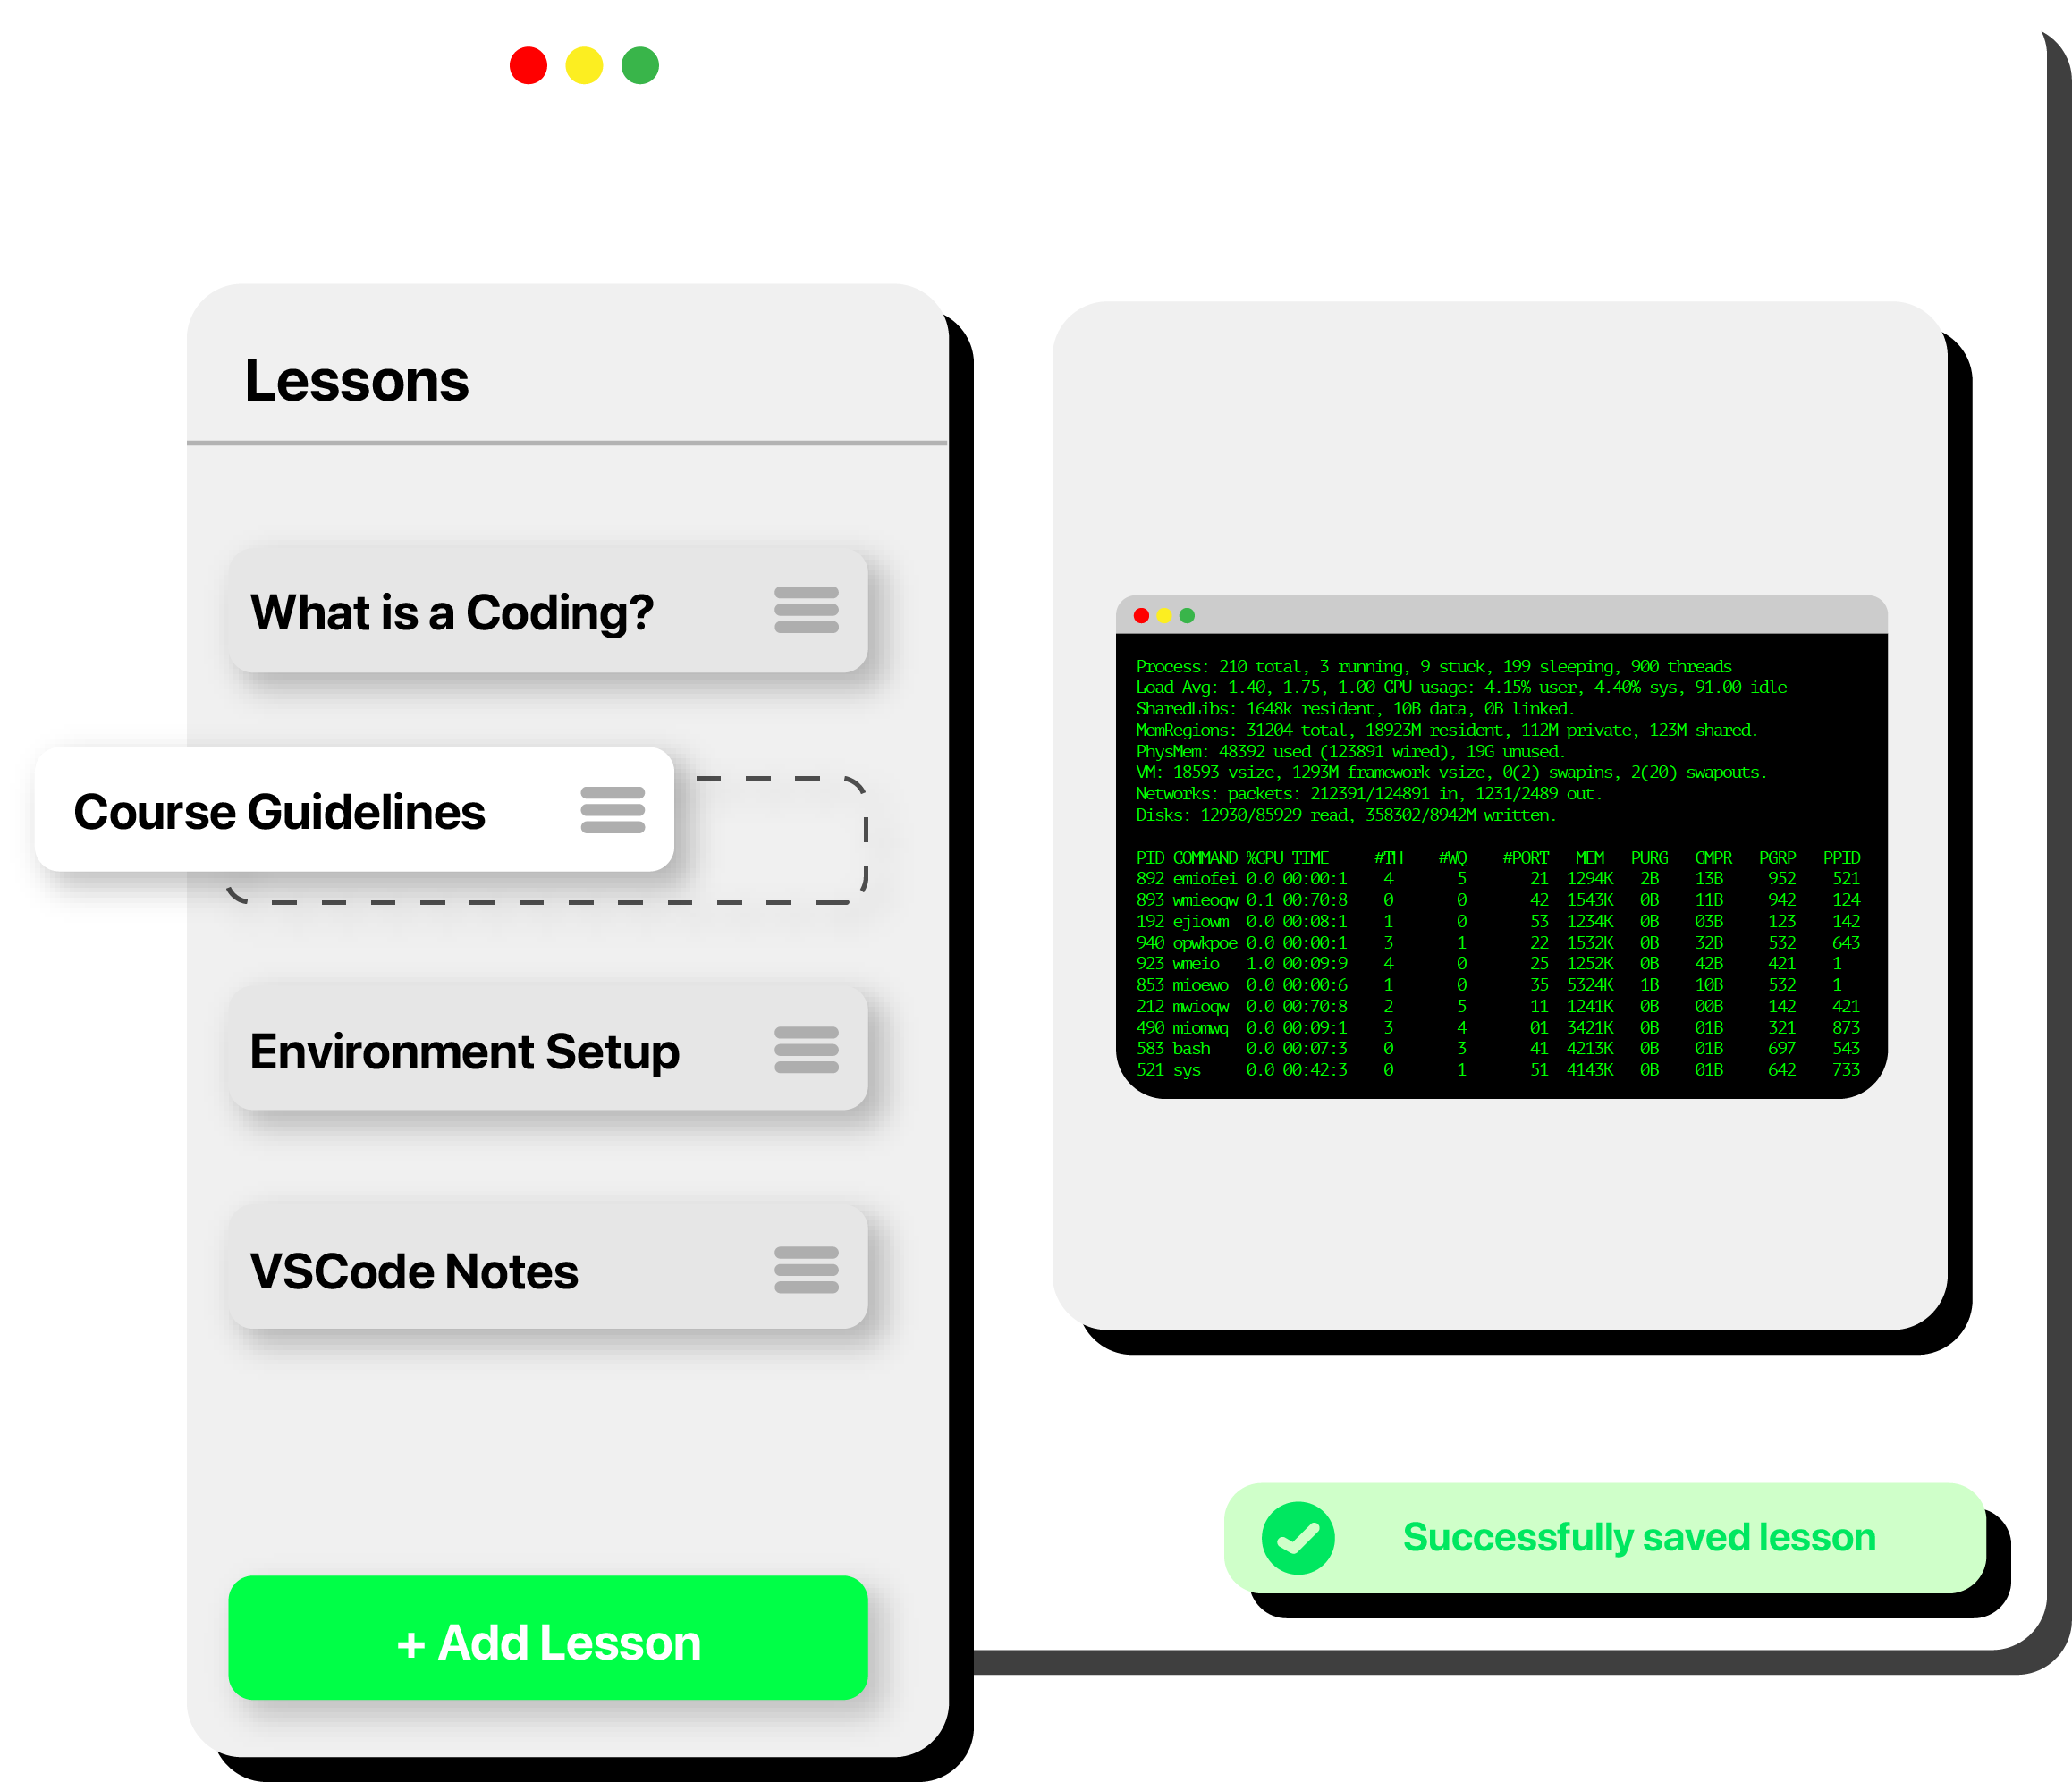 Lessons
What is a Coding?
Course Guidelines
Environment Setup
VSCode Notes
+ Add Lesson
Process: 210 total, 3 running, 9 stuck, 199 sleeping, 900 threads
Load Avg: 1.40, 1.75, 1.00 CPU usage: 4.15% user, 4.40% sys, 91.00 idle
SharedLibs: 1648k resident, 10B data, 0B linked.
MemRegions: 31204 total, 18923M resident, 112M private, 123M shared.
PhysMem: 48392 used (123891 wired), 19G unused.
VM: 18593 vsize, 1293M framework vsize, 0(2) swapins, 2(20) swapouts.
Networks: packets: 212391/124891 in, 1231/2489 out.
Disks: 12930/85929 read, 358302/8942M written.
PID COMMAND %CPU TIME #TH #WQ #PORT MEM PURG CMPR PGRP PPID
892 emiofei 0.0 00:00:1 4 5 21 1294K 2B 13B 952 521
893 wmieoqw 0.1 00:70:8 0 0 42 1543K 0B 11B 942 124
192 ejiowm 0.0 00:08:1 1 0 53 1234K 0B 03B 123 142
940 opwkpoe 0.0 00:00:1 3 1 22 1532K 0B 32B 532 643
923 wmeio 1.0 00:09:9 4 0 25 1252K 0B 42B 421 1
853 mioewo 0.0 00:00:6 1 0 35 5324K 1B 10B 532 1
212 mwioqw 0.0 00:70:8 2 5 11 1241K 0B 00B 142 421
490 miomwq 0.0 00:09:1 3 4 01 3421K 0B 01B 321 873
583 bash 0.0 00:07:3 0 3 41 4213K 0B 01B 697 543
521 sys 0.0 00:42:3 0 1 51 4143K 0B 01B 642 733
Successfully saved lesson